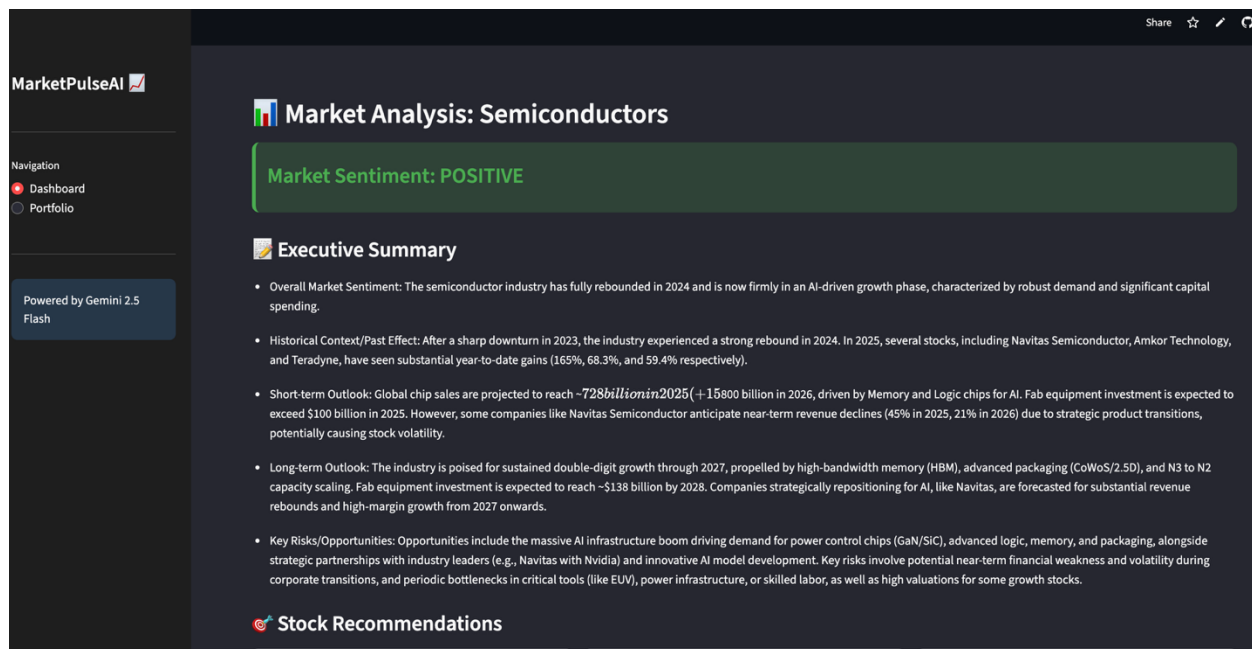 Share
MarketPulseAI
Navigation
Dashboard
Portfolio
Powered by Gemini 2.5
Flash
Market Analysis: Semiconductors
Market Sentiment: POSITIVE
Executive Summary
• Overall Market Sentiment: The semiconductor industry has fully rebounded in 2024 and is now firmly in an AI-driven growth phase, characterized by robust demand and significant capital
spending.
• Historical Context/Past Effect: After a sharp downturn in 2023, the industry experienced a strong rebound in 2024. In 2025, several stocks, including Navitas Semiconductor, Amkor Technology,
and Teradyne, have seen substantial year-to-date gains (165%, 68.3%, and 59.4% respectively).
• Short-term Outlook: Global chip sales are projected to reach ~728billionin2025(+15800 billion in 2026, driven by Memory and Logic chips for AI. Fab equipment investment is expected to
exceed $100 billion in 2025. However, some companies like Navitas Semiconductor anticipate near-term revenue declines (45% in 2025, 21% in 2026) due to strategic product transitions,
potentially causing stock volatility.
• Long-term Outlook: The industry is poised for sustained double-digit growth through 2027, propelled by high-bandwidth memory (HBM), advanced packaging (CoWoS/2.5D), and N3 to N2
capacity scaling. Fab equipment investment is expected to reach ~$138 billion by 2028. Companies strategically repositioning for AI, like Navitas, are forecasted for substantial revenue
rebounds and high-margin growth from 2027 onwards.
• Key Risks/Opportunities: Opportunities include the massive AI infrastructure boom driving demand for power control chips (GaN/SiC), advanced logic, memory, and packaging, alongside
strategic partnerships with industry leaders (e.g., Navitas with Nvidia) and innovative AI model development. Key risks involve potential near-term financial weakness and volatility during
corporate transitions, and periodic bottlenecks in critical tools (like EUV), power infrastructure, or skilled labor, as well as high valuations for some growth stocks.
Stock Recommendations